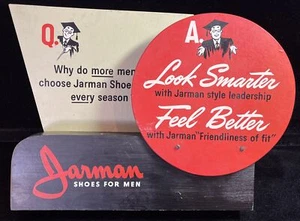 Q.
Why do more men
choose Jarman Shoes
every season
A.
Look Smarter
with Jarman style leadership
Feel Better
with Jarman "Friendliness of fit"
Jarman
SHOES FOR MEN